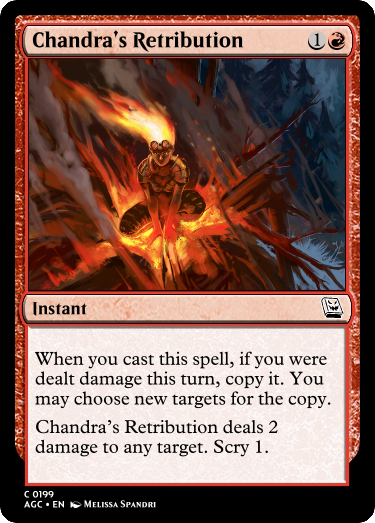 Chandra's Retribution 1
Instant
When you cast this spell, if you were
dealt damage this turn, copy it. You
may choose new targets for the copy.
Chandra's Retribution deals 2
damage to any target. Scry 1.
C 0199
AGC • EN Melissa Spandri